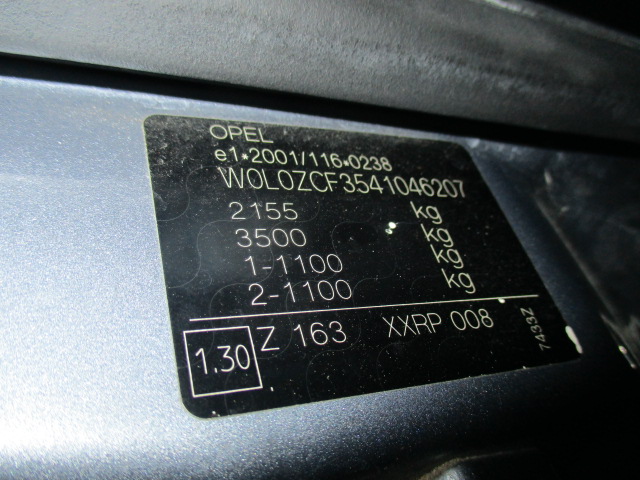 OPEL
e1*2001/116*0238
W0L0ZCF3541046207
2155 kg
3500 kg
1-1100 kg
2-1100 kg
1.30 Z 163 XXRP 008
7433Z